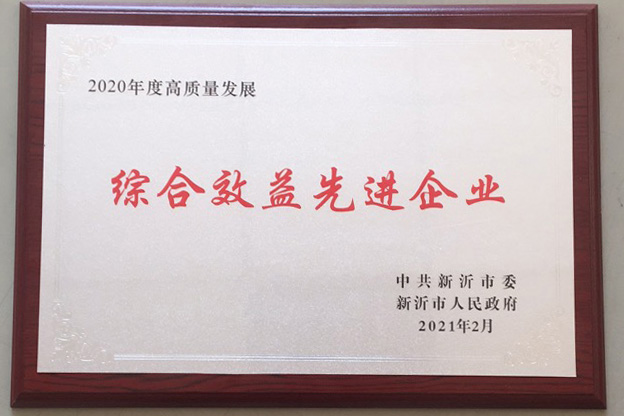 2020年度高质量发展
综合效益先进企业
中共新沂市委
新沂市人民政府
2021年2月